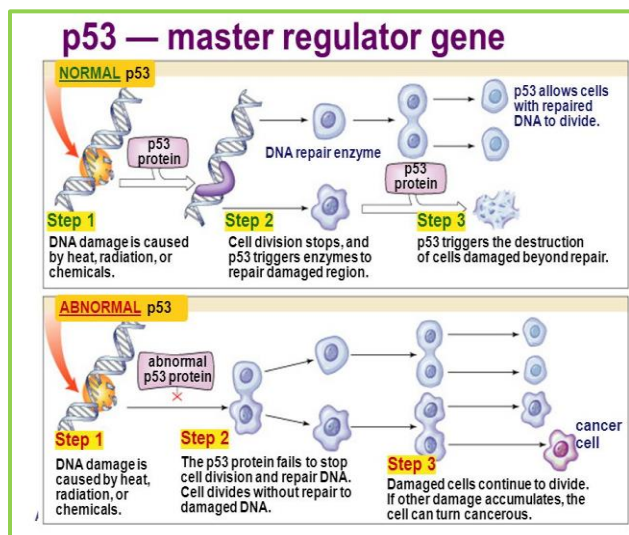 p53 — master regulator gene
NORMAL p53
p53
protein
DNA repair enzyme
p53 allows cells
with repaired
DNA to divide.
p53
protein
Step 1
DNA damage is caused
by heat, radiation, or
chemicals.
Step 2
Cell division stops, and
p53 triggers enzymes to
repair damaged region.
Step 3
p53 triggers the destruction
of cells damaged beyond repair.
ABNORMAL p53
abnormal
p53 protein
Step 1
DNA damage is
caused by heat,
radiation, or
chemicals.
Step 2
The p53 protein fails to stop
cell division and repair DNA.
Cell divides without repair to
damaged DNA.
cancer
cell
Step 3
Damaged cells continue to divide.
If other damage accumulates, the
cell can turn cancerous.